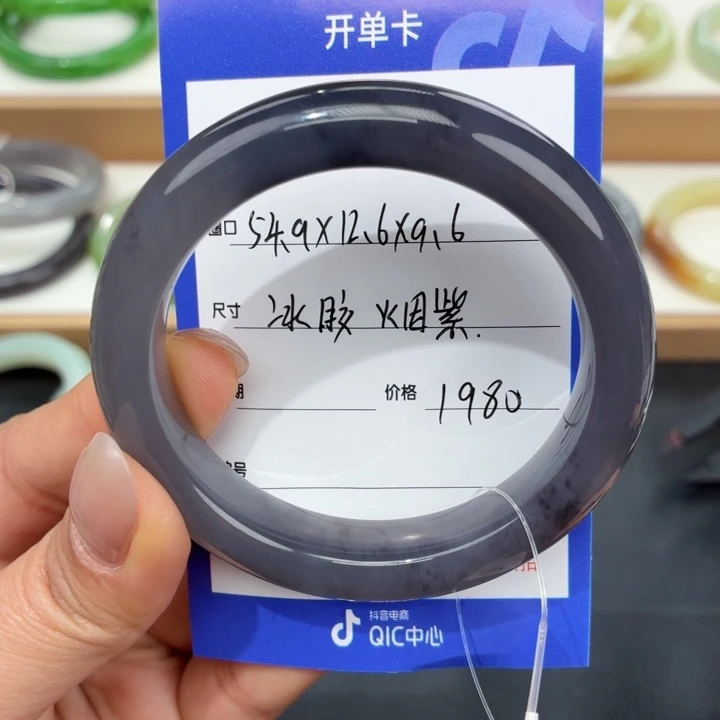 开单卡
圈口 54.9X12.6X9.6
尺寸 冰胶 烟紫.
价格 1980
号
抖音电商
QIC中心